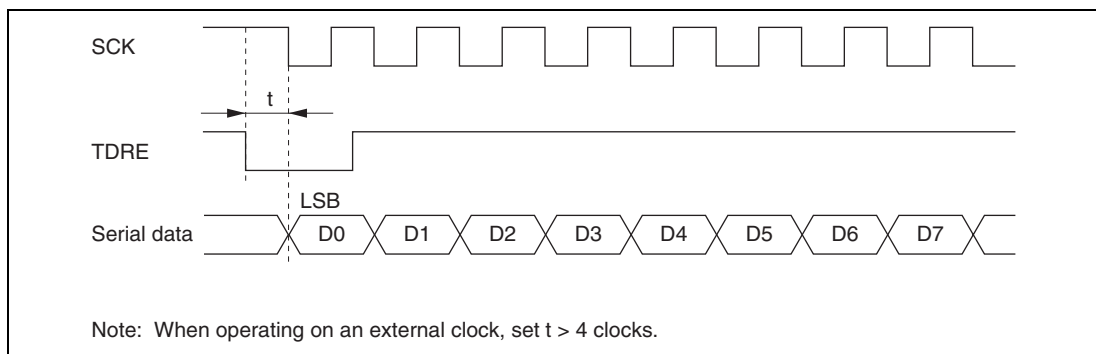 SCK
t
TDRE
LSB
Serial data
D0 D1 D2 D3 D4 D5 D6 D7
Note: When operating on an external clock, set t > 4 clocks.